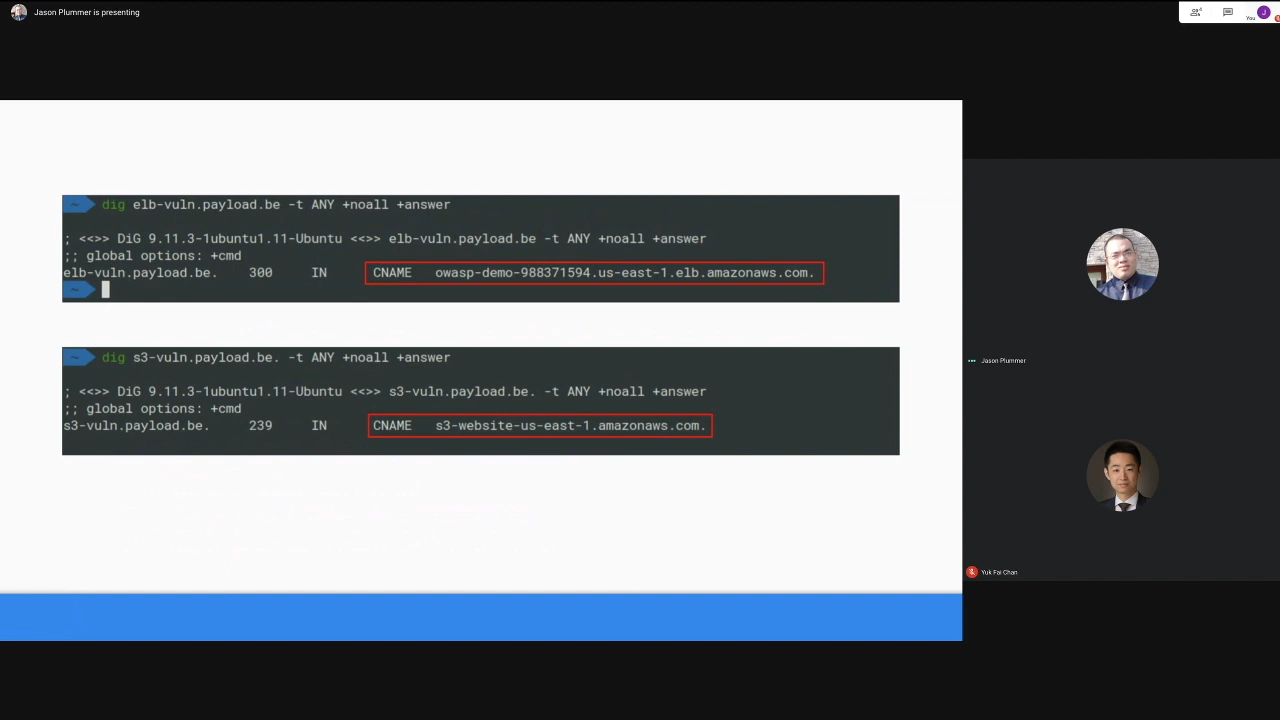 Jason Plummer is presenting
4
You
J
~ dig elb-vuln.payload.be -t ANY +noall +answer
; <<>> DiG 9.11.3-1ubuntu1.11-Ubuntu <<>> elb-vuln.payload.be -t ANY +noall +answer
;; global options: +cmd
elb-vuln.payload.be. 300 IN CNAME owasp-demo-988371594.us-east-1.elb.amazonaws.com.
~
~ dig s3-vuln.payload.be. -t ANY +noall +answer
; <<>> DiG 9.11.3-1ubuntu1.11-Ubuntu <<>> s3-vuln.payload.be. -t ANY +noall +answer
;; global options: +cmd
s3-vuln.payload.be. 239 IN CNAME s3-website-us-east-1.amazonaws.com.
Jason Plummer
Yuk Fai Chan